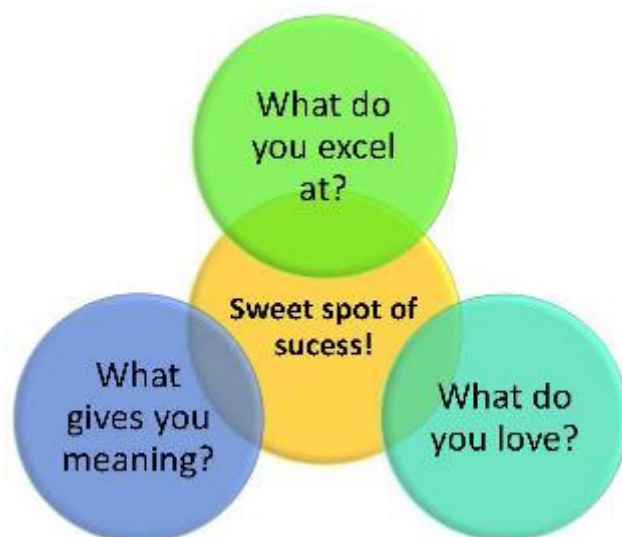 What do
you excel
at?
Sweet spot of
sucess!
What
gives you
meaning?
What do
you love?